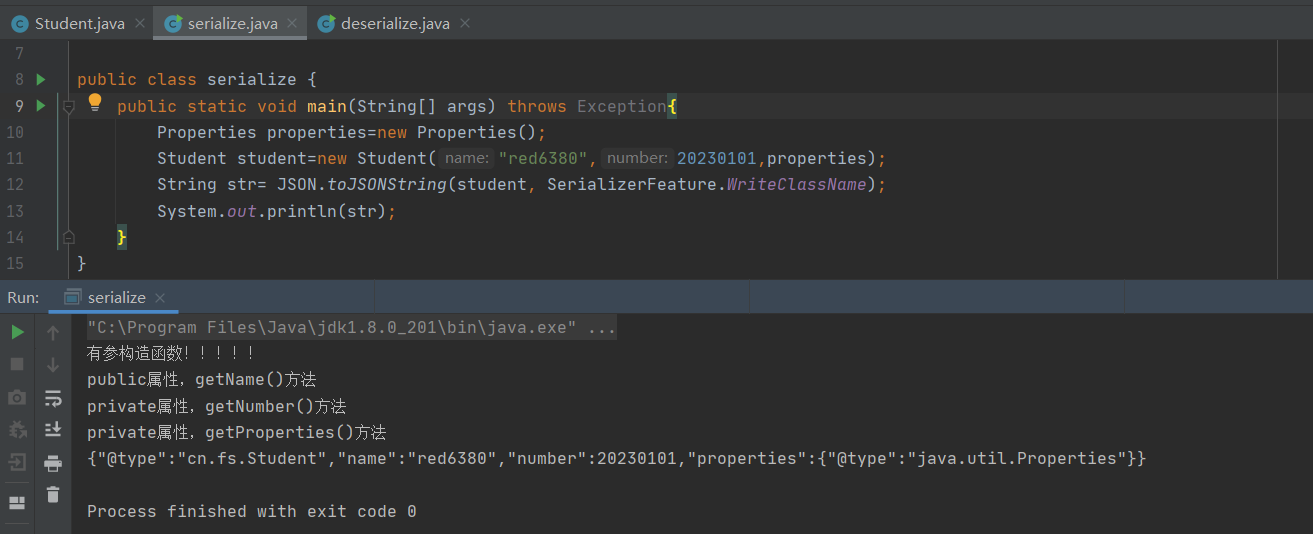 Student.java serialize.java deserialize.java
7
8 public class serialize {
9 public static void main(String[] args) throws Exception{
10 Properties properties=new Properties();
11 Student student=new Student( name: "red6380", number: 20230101,properties);
12 String str= JSON.toJSONString(student, SerializerFeature.WriteClassName);
13 System.out.println(str);
14 }
15 }
Run: serialize
"C:\Program Files\Java\jdk1.8.0_201\bin\java.exe" ...
有参构造函数!!!!!
public属性，getName()方法
private属性，getNumber()方法
private属性，getProperties()方法
{"@type":"cn.fs.Student","name":"red6380","number":20230101,"properties":{"@type":"java.util.Properties"}}
Process finished with exit code 0